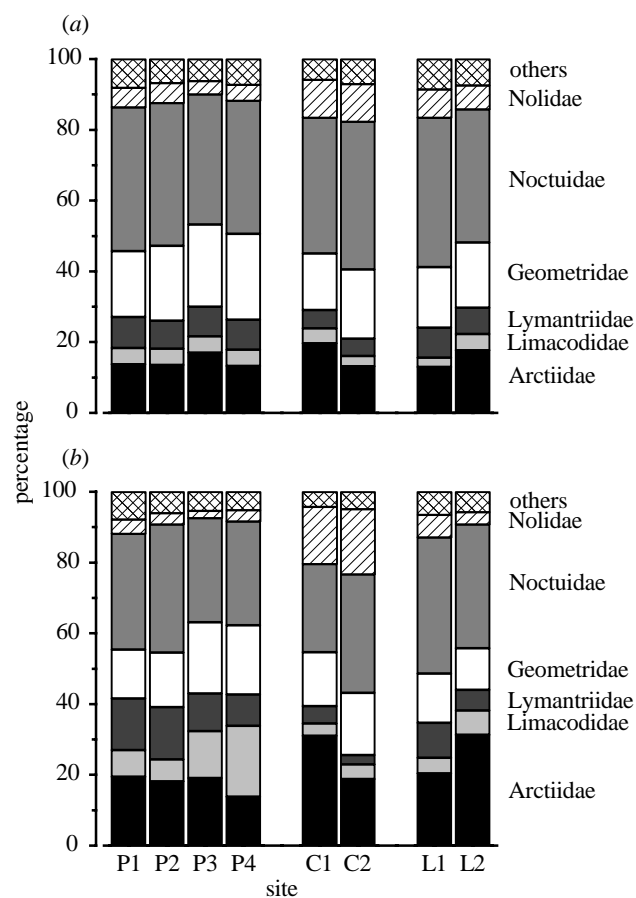 (a)
100
80
60
40
20
0
others
Nolidae
Noctuidae
Geometridae
Lymantriidae
Limacodidae
Arctiidae
percentage
(b)
100
80
60
40
20
0
others
Nolidae
Noctuidae
Geometridae
Lymantriidae
Limacodidae
Arctiidae
P1 P2 P3 P4 C1 C2 L1 L2
site